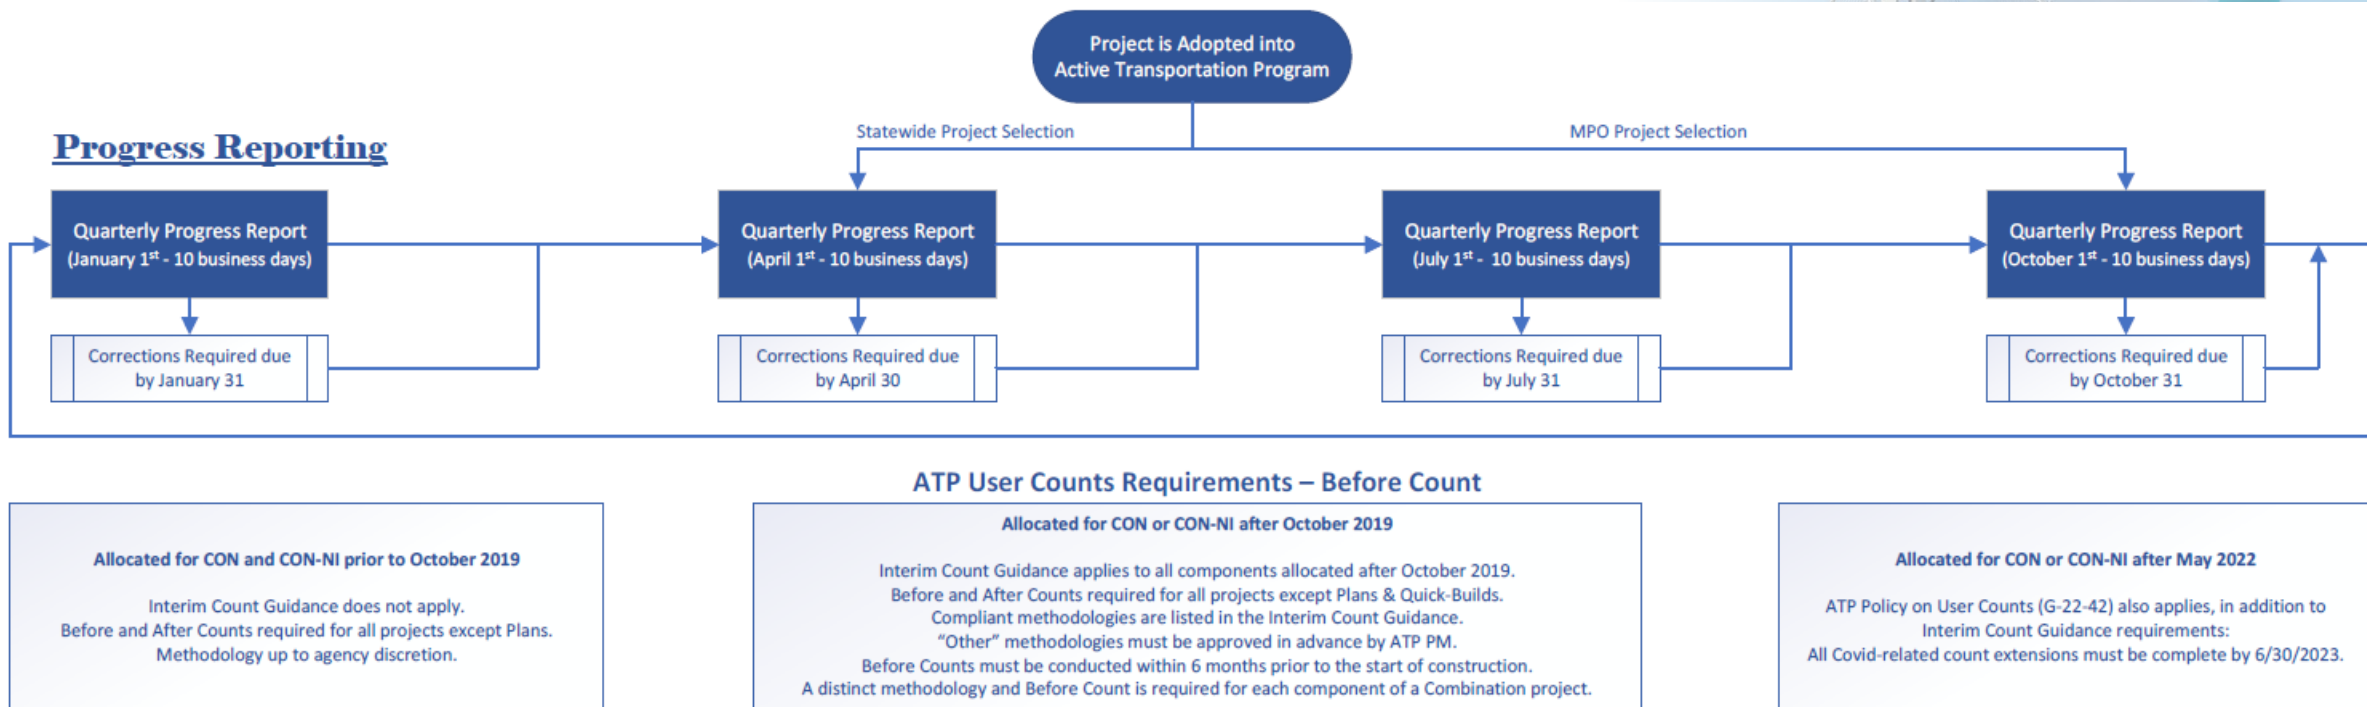 Project is Adopted into
Active Transportation Program
Statewide Project Selection
MPO Project Selection
Progress Reporting
Quarterly Progress Report
(January 1st - 10 business days)
Quarterly Progress Report
(April 1st - 10 business days)
Quarterly Progress Report
(July 1st - 10 business days)
Quarterly Progress Report
(October 1st - 10 business days)
Corrections Required due
by January 31
Corrections Required due
by April 30
Corrections Required due
by July 31
Corrections Required due
by October 31
ATP User Counts Requirements – Before Count
Allocated for CON and CON-NI prior to October 2019
Interim Count Guidance does not apply.
Before and After Counts required for all projects except Plans.
Methodology up to agency discretion.
Allocated for CON or CON-NI after October 2019
Interim Count Guidance applies to all components allocated after October 2019.
Before and After Counts required for all projects except Plans & Quick-Builds.
Compliant methodologies are listed in the Interim Count Guidance.
“Other” methodologies must be approved in advance by ATP PM.
Before Counts must be conducted within 6 months prior to the start of construction.
A distinct methodology and Before Count is required for each component of a Combination project.
Allocated for CON or CON-NI after May 2022
ATP Policy on User Counts (G-22-42) also applies, in addition to
Interim Count Guidance requirements:
All Covid-related count extensions must be complete by 6/30/2023.